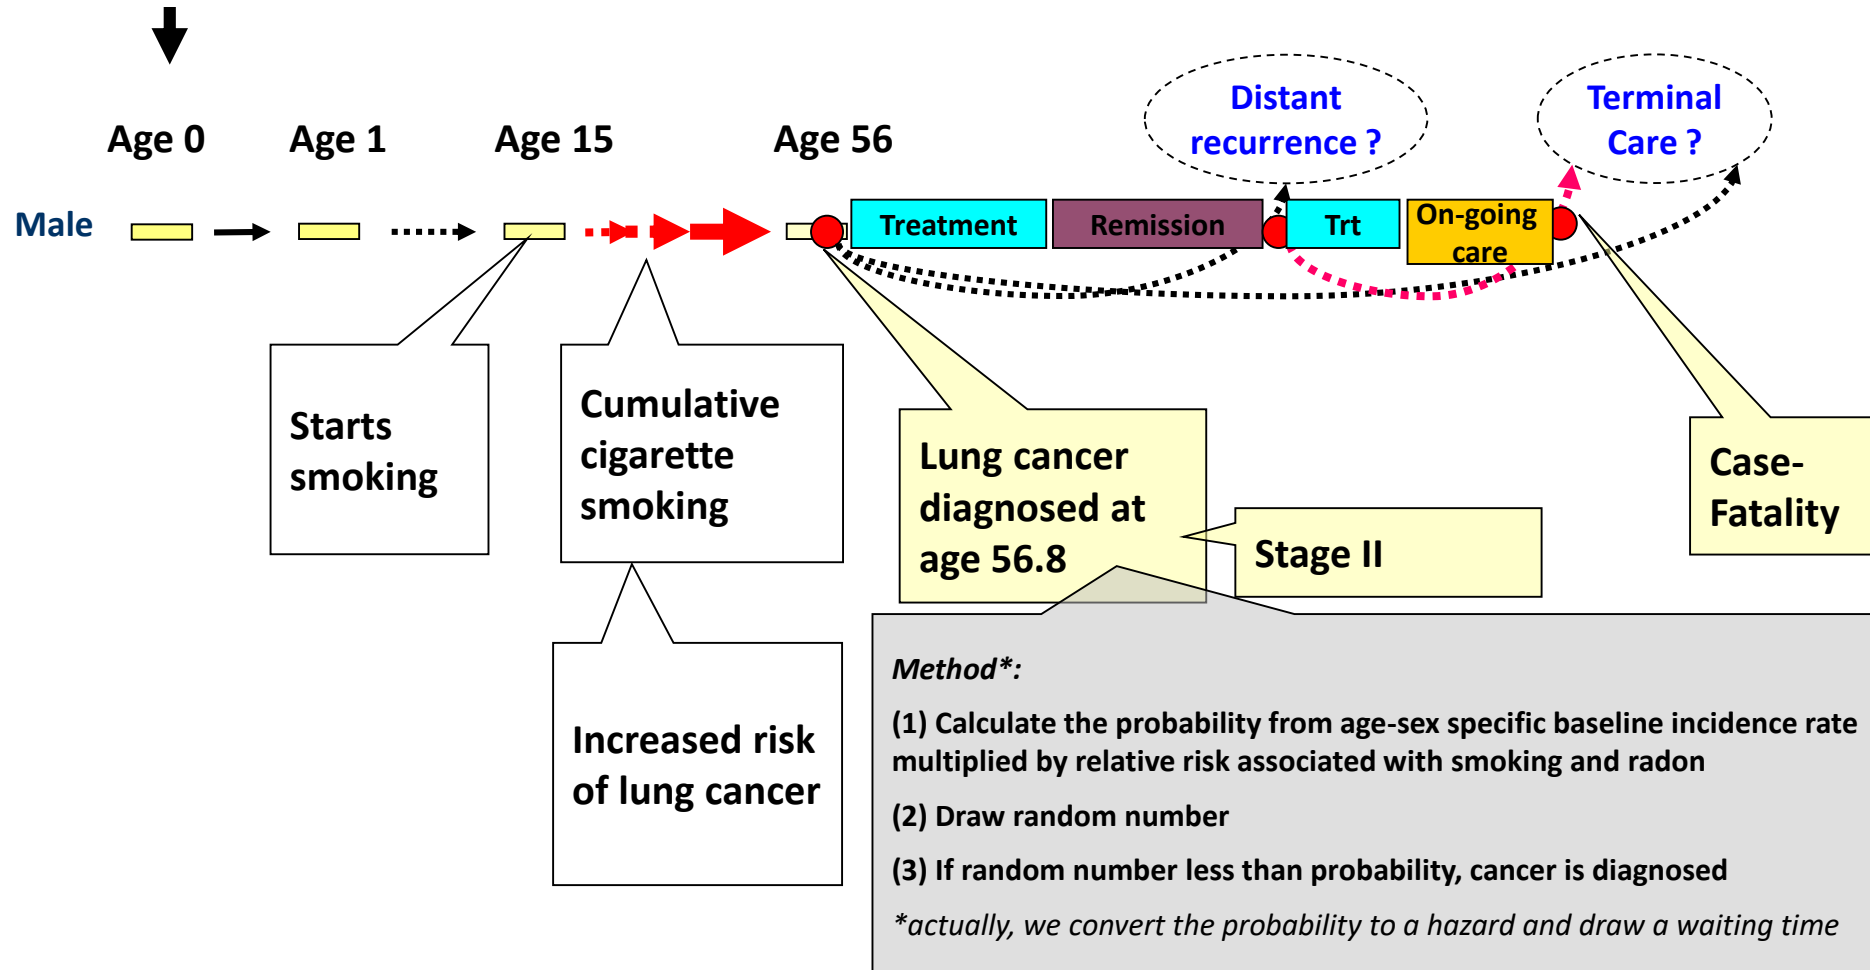 Age 0
Age 1
Age 15
Age 56
Distant
recurrence ?
Terminal
Care ?
Male
Treatment
Remission
Trt
On-going
care
Starts
smoking
Cumulative
cigarette
smoking
Lung cancer
diagnosed at
age 56.8
Stage II
Case-
Fatality
Increased risk
of lung cancer
Method*:
(1) Calculate the probability from age-sex specific baseline incidence rate
multiplied by relative risk associated with smoking and radon
(2) Draw random number
(3) If random number less than probability, cancer is diagnosed
*actually, we convert the probability to a hazard and draw a waiting time